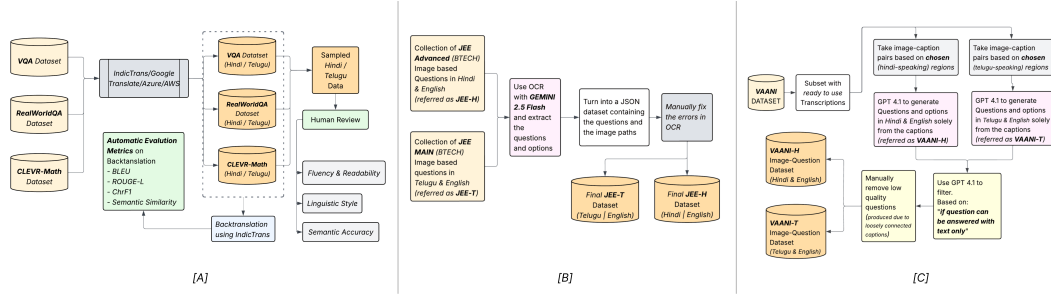 VQA Dataset
RealWorldQA
Dataset
CLEVR-Math
Dataset
IndicTrans/Google
Translate/Azure/AWS
Automatic Evalution
Metrics on
Backtanslation
- BLEU
- ROUGE-L
- ChrF1
- Semantic Similarity
VQA Dataset
(Hindi / Telugu)
RealWorldQA
Dataset
(Hindi / Telugu)
CLEVR-Math
(Hindi / Telugu)
Backtranslation
using IndicTrans
Sampled
Hindi /
Telugu
Data
Human Review
Fluency & Readability
Linguistic Style
Semantic Accuracy
[A]
Collection of JEE
Advanced (BTECH)
Image based
Questions in Hindi
& English
(referred as JEE-H)
Collection of JEE
MAIN (BTECH)
Image based
questions in
Telugu & English
(referred as JEE-T)
Use OCR
with GEMINI
2.5 Flash
and extract
the
questions
and options
Turn into a JSON
dataset containing
the questions and
the image paths
Manually fix
the errors in
OCR
Final JEE-T
Dataset
(Telugu | English)
Final JEE-H
Dataset
(Hindi | English)
[B]
VAANI
DATASET
Subset with
ready to use
Transcriptions
Take image-caption
pairs based on chosen
(hindi-speaking) regions
Take image-caption
pairs based on chosen
(telugu-speaking) regions
GPT 4.1 to generate
Questions and options
in Hindi & English solely
from the captions
(referred as VAANI-H)
GPT 4.1 to generate
Questions and options
in Telugu & English solely
from the captions
(referred as VAANI-T)
VAANI-H
Image-Question
Dataset
(Hindi & English)
VAANI-T
Image-Question
Dataset
(Telugu & English)
Manually
remove low
quality
questions
(produced due to
loosely connected
captions)
Use GPT 4.1 to
filter.
Based on:
"if question can
be answered with
text only"
[C]